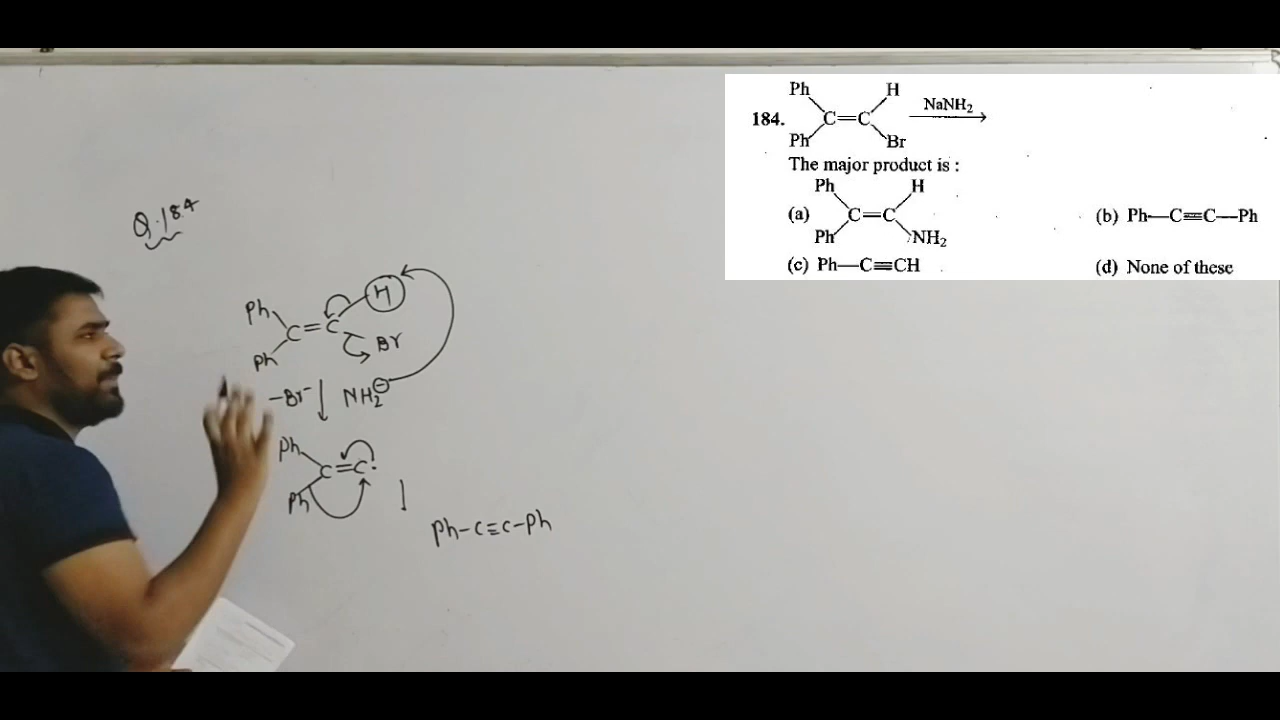 184.
Ph
H
C=C
Ph
Br
NaNH₂
The major product is :
(a)
Ph
H
C=C
Ph
NH₂
(b) Ph—C≡C—Ph
(c) Ph—C≡CH
(d) None of these
Q.184
Ph
H
C=C
Ph
Br
-Br⁻
NH₂⊖
Ph
C=C:
Ph
Ph-C≡C-Ph